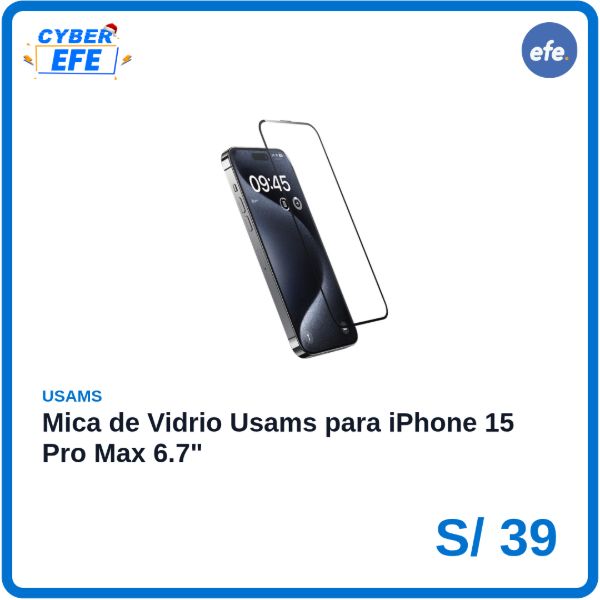 CYBER
EFE
efe.
09:45
USAMS
Mica de Vidrio Usams para iPhone 15
Pro Max 6.7"
S/ 39